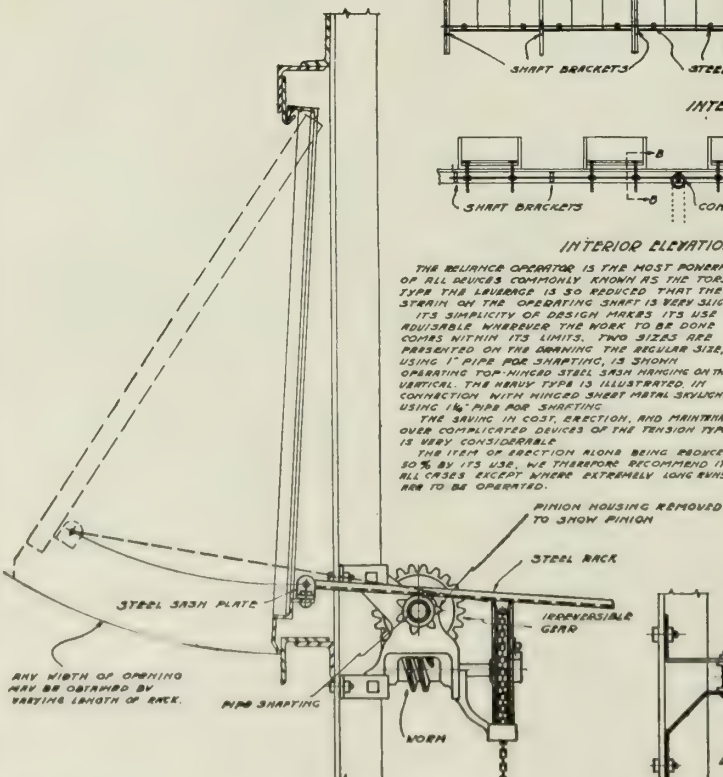 SHAFT BRACKETS
STEEL
INTE
B
SHAFT BRACKETS
B
CON
INTERIOR ELEVATIO
THE RELIANCE OPERATOR IS THE MOST POWERF
OF ALL DEVICES COMMONLY KNOWN AS THE TORS
TYPE THE LEVERAGE IS SO REDUCED THAT THE
STRAIN ON THE OPERATING SHAFT IS VERY SLIG
ITS SIMPLICITY OF DESIGN MAKES ITS USE
ADVISABLE WHEREVER THE WORK TO BE DONE
COMES WITHIN ITS LIMITS. TWO SIZES ARE
PRESENTED ON THE DRAWING THE REGULAR SIZE,
USING 1" PIPE FOR SHAFTING, IS SHOWN
OPERATING TOP-HINGED STEEL SASH HANGING ON TH
VERTICAL. THE HEAVY TYPE IS ILLUSTRATED, IN
CONNECTION WITH HINGED SHEET METAL SKYLIGH
USING 1¼" PIPE FOR SHAFTING.
THE SAVING IN COST, ERECTION, AND MAINTENA
OVER COMPLICATED DEVICES OF THE TENSION TYPE
IS VERY CONSIDERABLE
THE ITEM OF ERECTION ALONE BEING REDUCE
50% BY ITS USE, WE THEREFORE RECOMMEND IT
ALL CASES EXCEPT WHERE EXTREMELY LONG RUNS
ARE TO BE OPERATED.
PINION HOUSING REMOVED
TO SHOW PINION
STEEL RACK
STEEL SASH PLATE
IRREVERSIBLE
GEAR
ANY WIDTH OF OPENING
MAY BE OBTAINED BY
VARYING LENGTH OF RACK.
PIPE SHAFTING
WORM